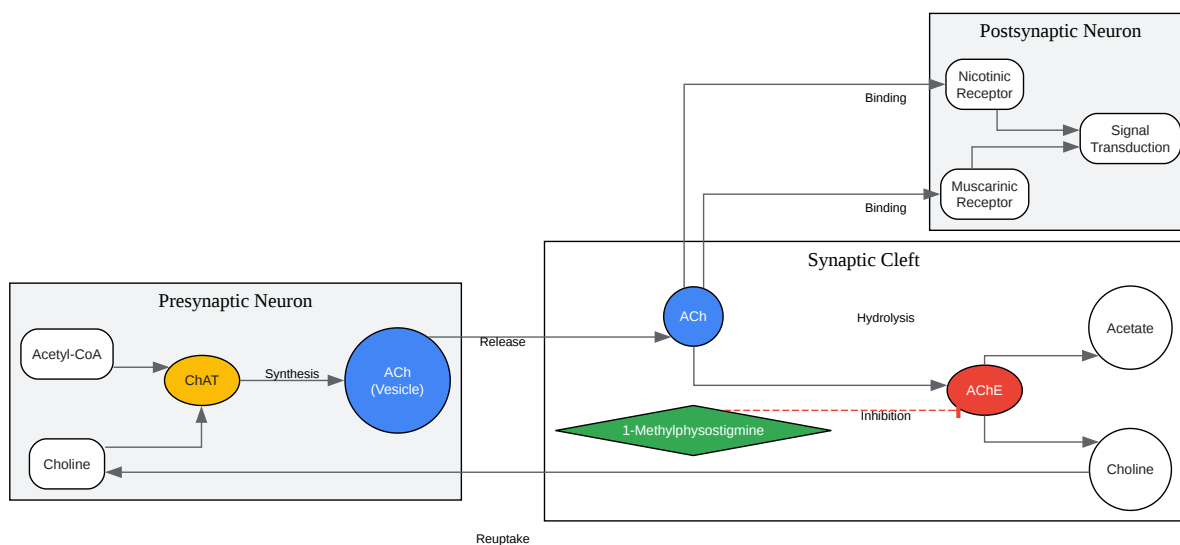 Postsynaptic Neuron
Nicotinic
Receptor
Binding
Signal
Transduction
Muscarinic
Receptor
Binding
Synaptic Cleft
Presynaptic Neuron
ACh
Hydrolysis
Acetate
Release
Acetyl-CoA
ChAT
Synthesis
ACh
(Vesicle)
AChE
Inhibition
1-Methylphysostigmine
Choline
Choline
Reuptake